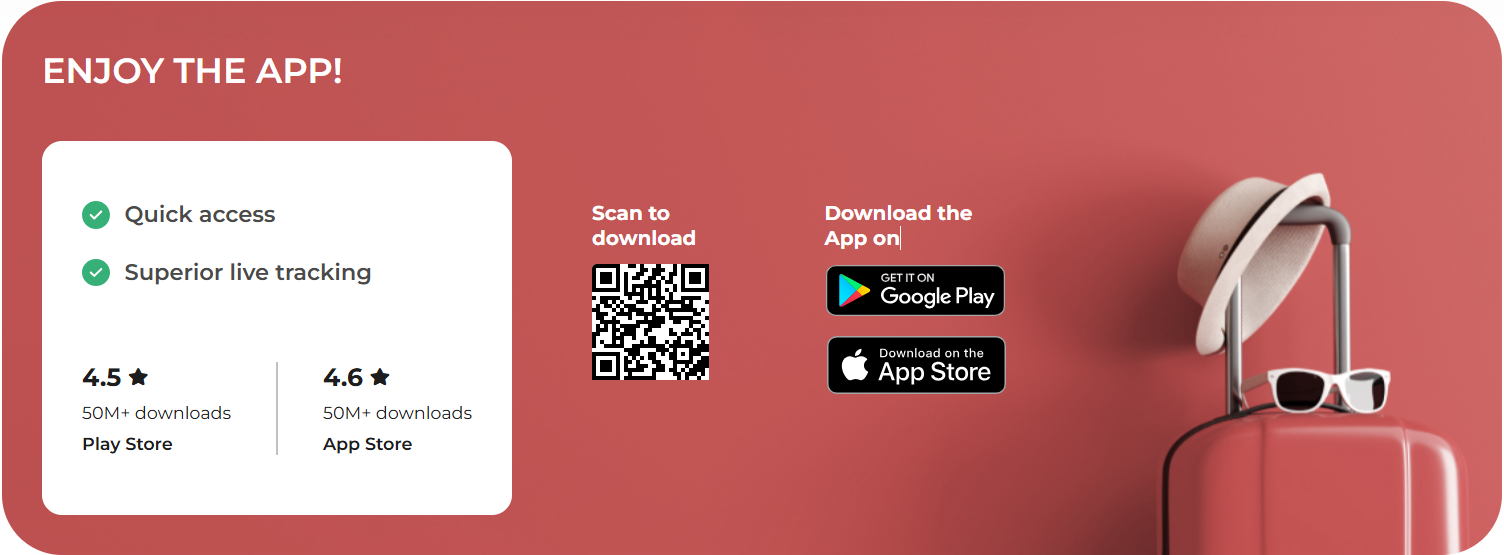 ENJOY THE APP!
Quick access
Superior live tracking
4.5
50M+ downloads
Play Store
4.6
50M+ downloads
App Store
Scan to
download
Download the
App on
GET IT ON
Google Play
Download on the
App Store